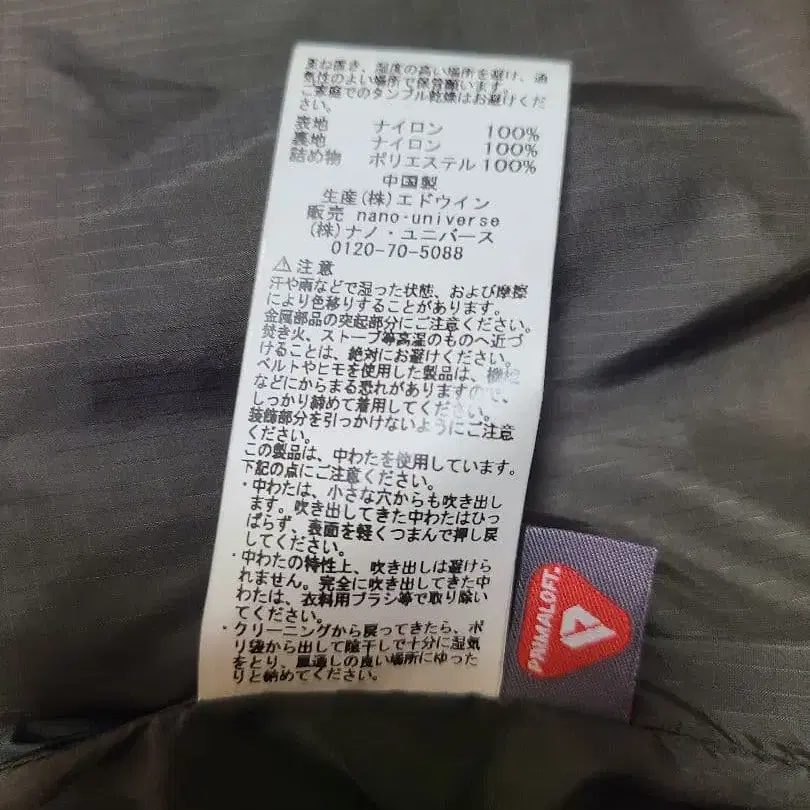 重ね置き、湿度の高い場所を避け、通
気性のよい場所で保管願います。
ご家庭でのタンブル乾燥はお避けくだ
さい。
表地 ナイロン 100%
裏地 ナイロン 100%
詰め物 ポリエステル 100%
中国製
生産(株)エドウイン
販売 nano・universe
(株)ナノ・ユニバース
0120-70-5088
⚠注意
汗や雨などで湿った状態、および摩擦
により色移りすることがあります。
金属部品の突起部分にご注意ください。
焚き火、ストーブ等高温のものへ近づ
けることは、絶対にお避けください。
ベルトやヒモを使用した製品は、機械
などにからまる恐れがありますので、
しっかり締めて着用してください。
装飾部分を引っかけないようにご注意
ください。
この製品は、中わたを使用しています。
下記の点にご注意ください。
・中わたは、小さな穴からも吹き出し
ます。吹き出してきた中わたはひっ
ぱらず、表面を軽くつまんで押し戻
してください。
・中わたの特性上、吹き出しは避けら
れません。完全に吹き出してきた中
わたは、衣料用ブラシ等で取り除い
てください。
・クリーニングから戻ってきたら、ポ
リ袋から出して陰干しで十分に湿気
をとり、風通しの良い場所にゆった
りと納めてください。
PRIMALOFT®